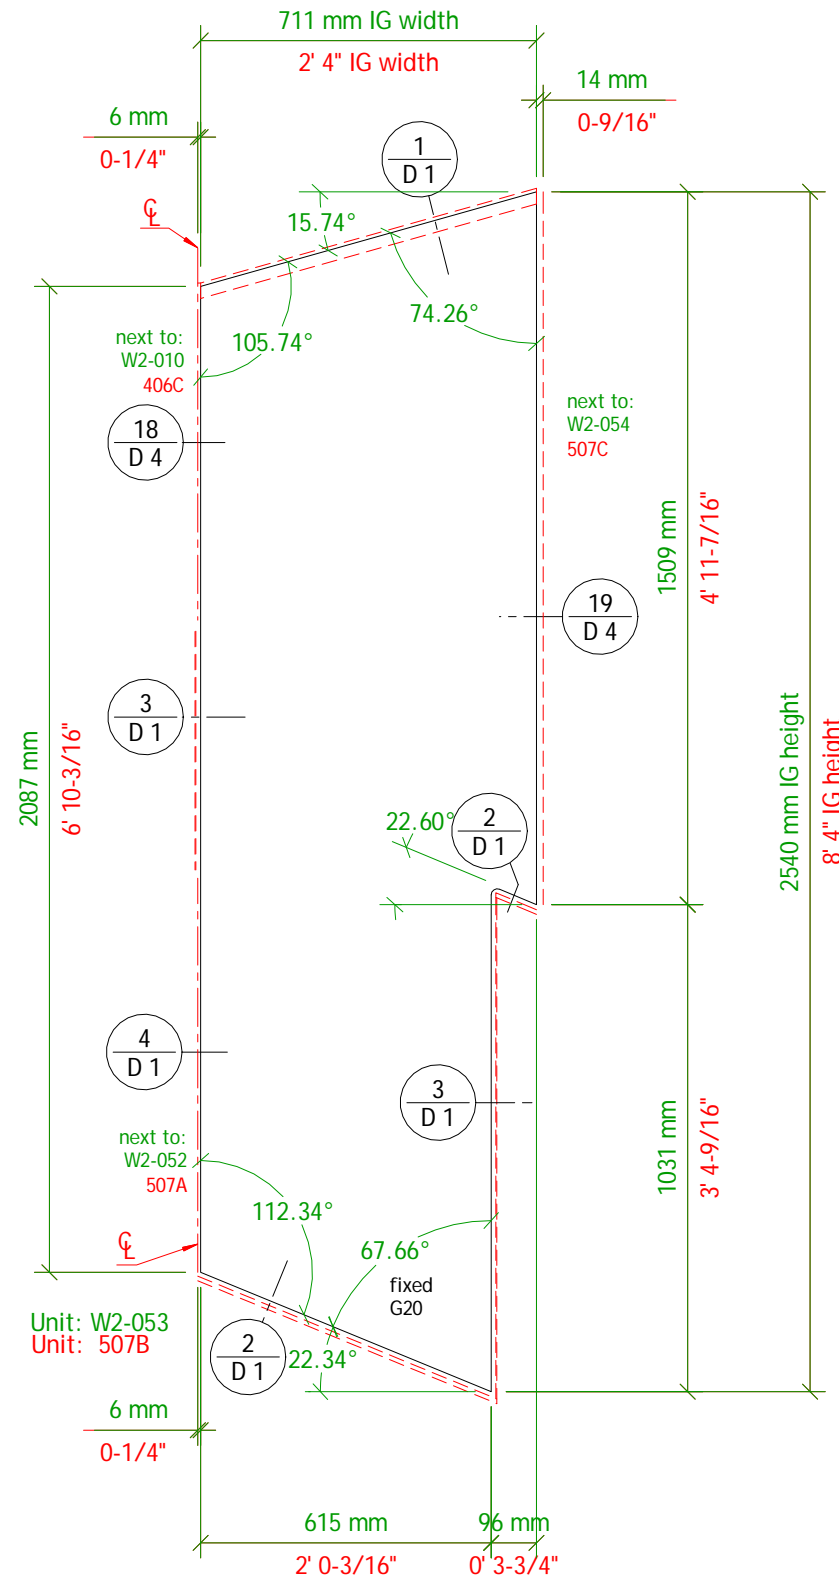 711 mm IG width
2' 4" IG width
14 mm
0-9/16"
6 mm
0-1/4"
1
D 1
℄
15.74°
74.26°
105.74°
next to:
W2-010
406C
next to:
W2-054
507C
18
D 4
1509 mm
4' 11-7/16"
19
D 4
3
D 1
2087 mm
6' 10-3/16"
2540 mm IG height
8' 4" IG height
22.60°
2
D 1
4
D 1
3
D 1
1031 mm
3' 4-9/16"
next to:
W2-052
507A
112.34°
67.66°
℄
fixed
G20
Unit: W2-053
Unit: 507B
2
D 1
22.34°
6 mm
0-1/4"
615 mm
96 mm
2' 0-3/16"
0' 3-3/4"